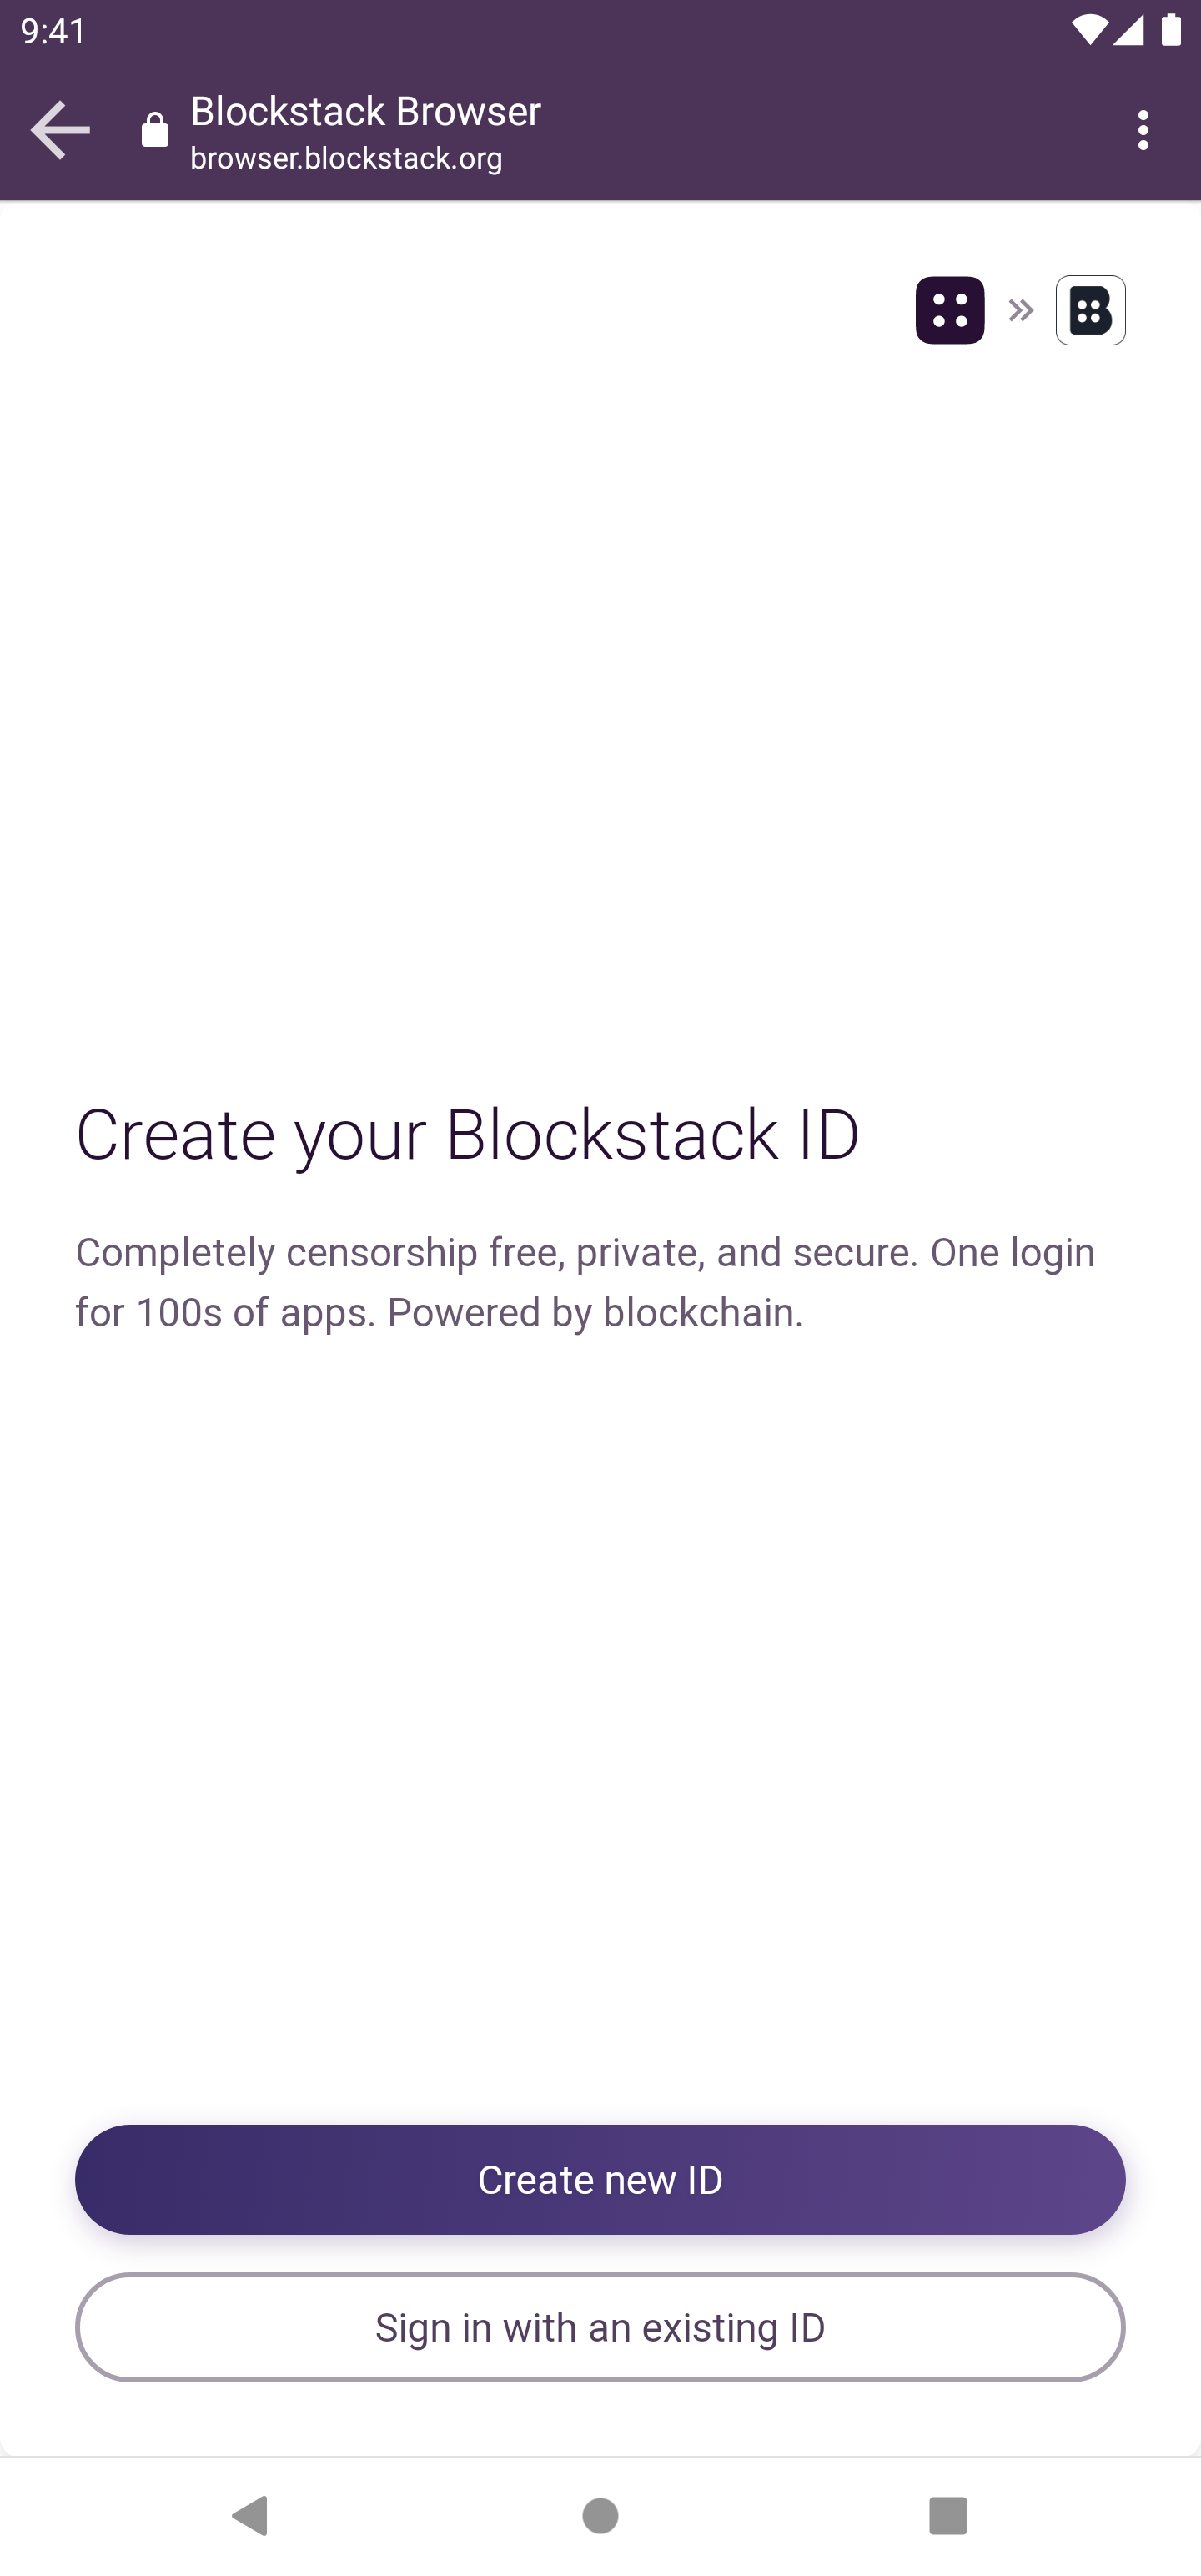 9:41
Blockstack Browser
browser.blockstack.org
Create your Blockstack ID
Completely censorship free, private, and secure. One login
for 100s of apps. Powered by blockchain.
Create new ID
Sign in with an existing ID